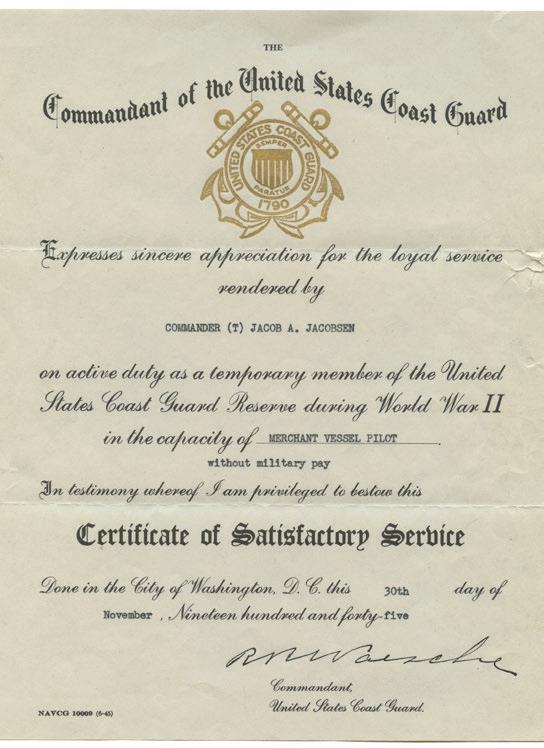 THE
Commandant of the United States Coast Guard
UNITED STATES COAST GUARD
SEMPER
PARATUS
1790
Expresses sincere appreciation for the loyal service
rendered by
COMMANDER (T) JACOB A. JACOBSEN
on active duty as a temporary member of the United
States Coast Guard Reserve during World War II
in the capacity of MERCHANT VESSEL PILOT.
without military pay
In testimony whereof I am privileged to bestow this
Certificate of Satisfactory Service
Done in the City of Washington, D. C. this 30th day of
November, Nineteen hundred and forty-five
R R Waesche
Commandant,
United States Coast Guard.
NAVCG 10009 (6-45)